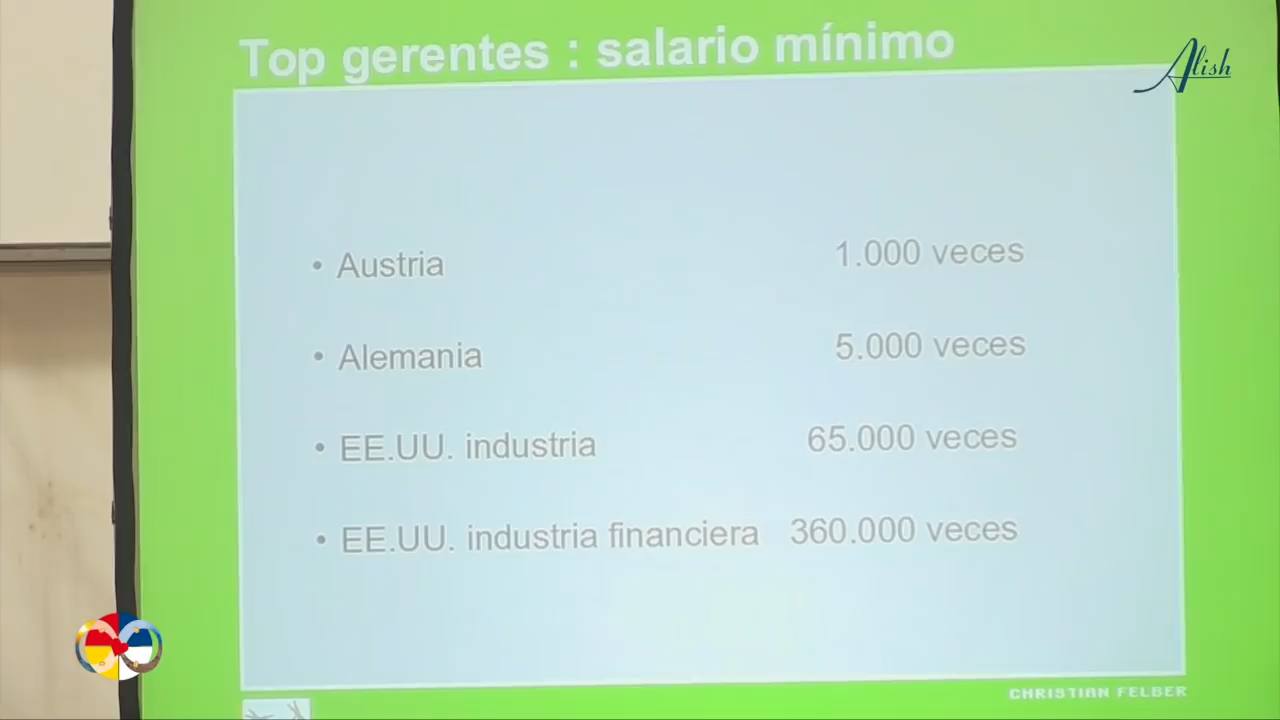 Top gerentes : salario mínimo
Alish
• Austria 1.000 veces
• Alemania 5.000 veces
• EE.UU. industria 65.000 veces
• EE.UU. industria financiera 360.000 veces
CHRISTIAN FELBER